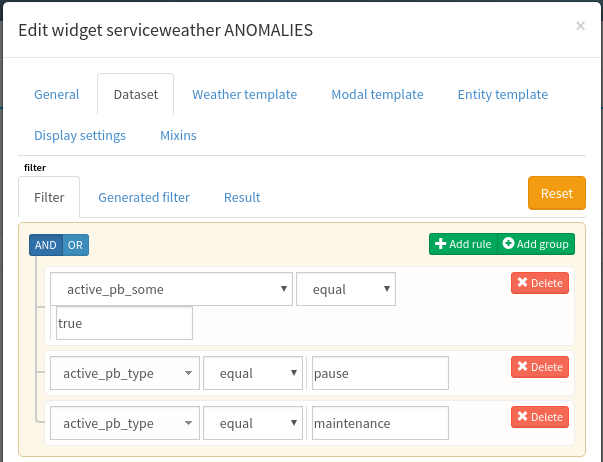 Edit widget serviceweather ANOMALIES ×
General Dataset Weather template Modal template Entity template
Display settings Mixins
filter
Filter Generated filter Result Reset
AND OR Add rule Add group
active_pb_some equal Delete
true
active_pb_type equal pause Delete
active_pb_type equal maintenance Delete